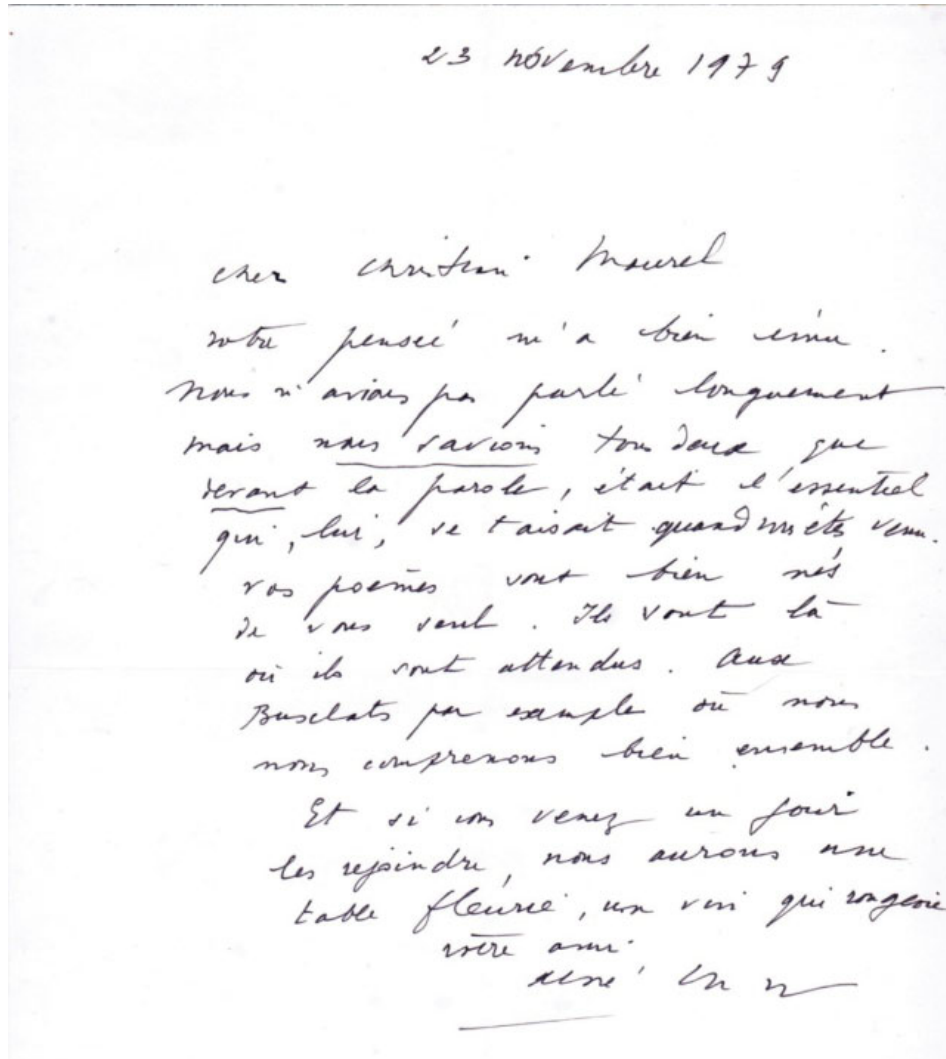 23 novembre 1979
cher Christian Maurel
votre pensée m'a bien ému.
Nous n'avions pas parlé longuement
mais nous savions tous deux que
devant la parole, était l'essentiel
qui, lui, se taisait quand vous êtes venu.
vos poèmes sont bien nés
de vous seul. Ils vont là
où ils sont attendus. Aux
Busclats par exemple où nous
nous comprenons bien ensemble.
Et si vous venez un jour
les rejoindre, nous aurons une
table fleurie, un vin qui rougeoie
votre ami
René Char